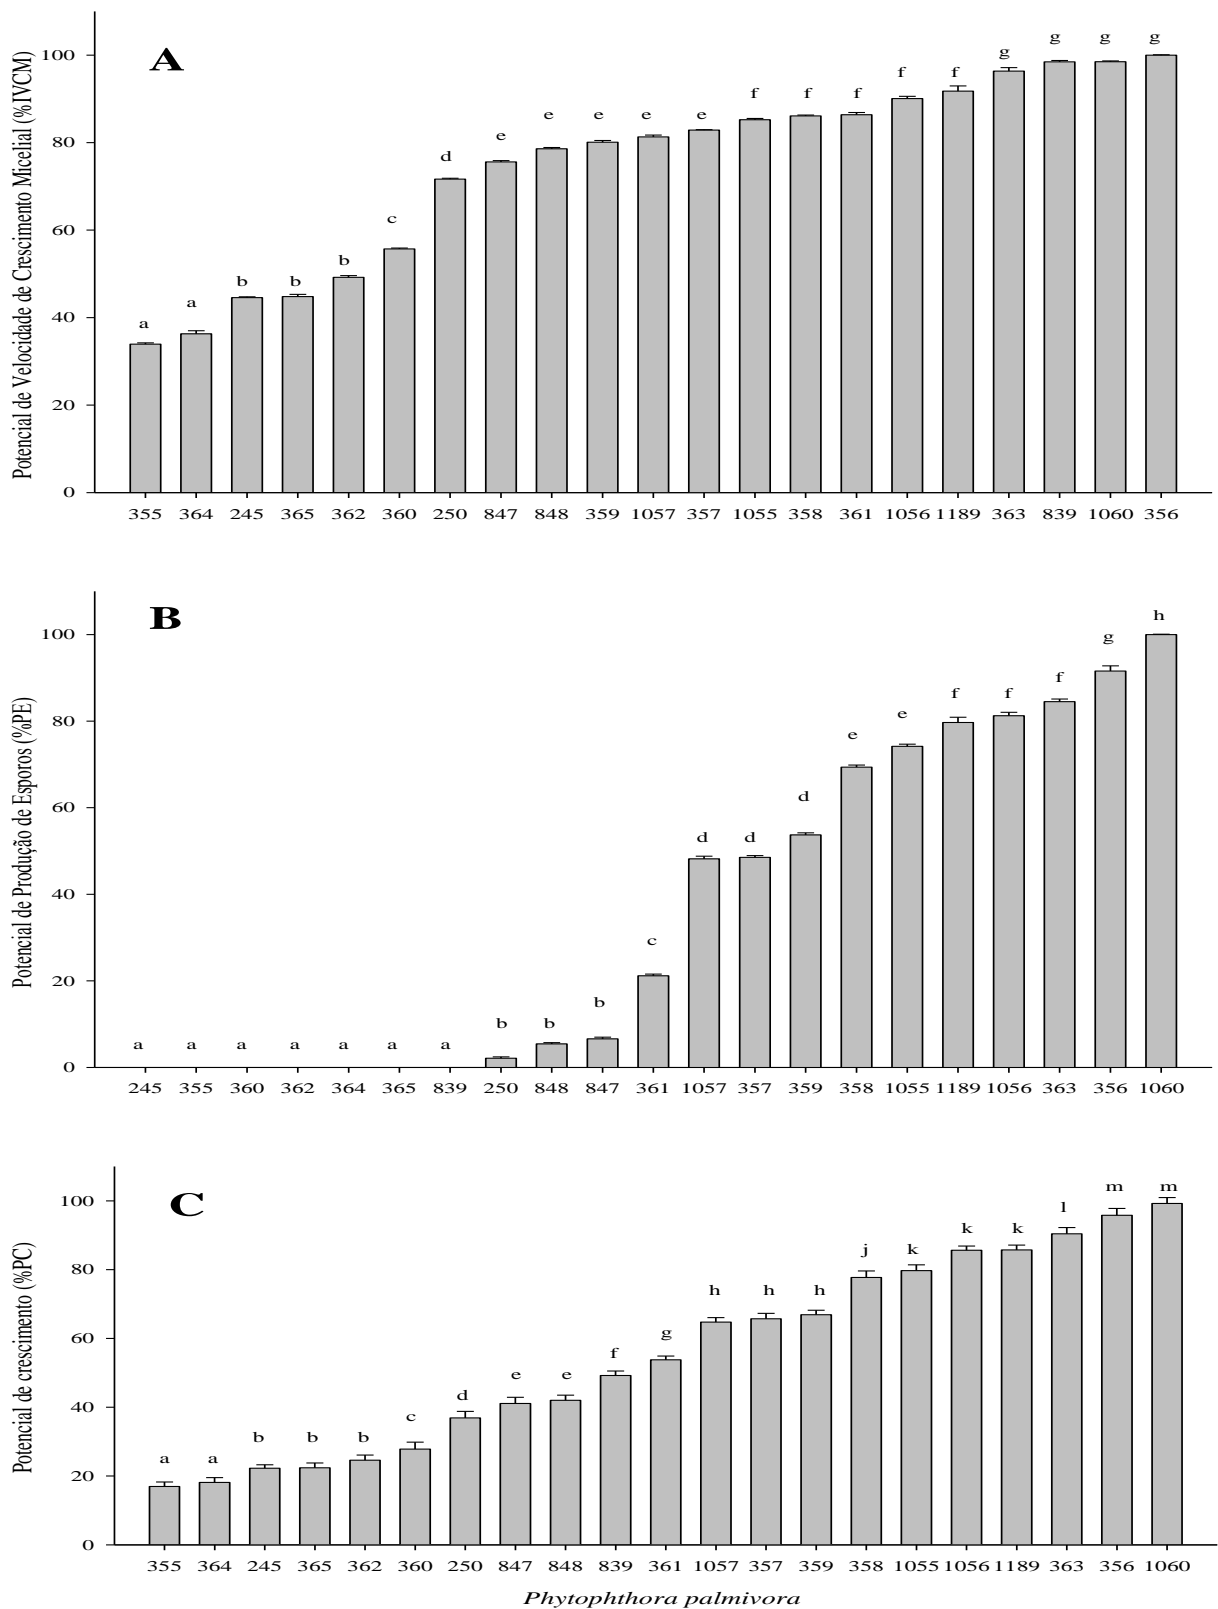 A
Potencial de Velocidade de Crescimento Micelial (%IVCM)
100
80
60
40
20
0
a a b b b c d e e e e e f f f f f g g g g
355 364 245 365 362 360 250 847 848 359 1057 357 1055 358 361 1056 1189 363 839 1060 356
B
Potencial de Produção de Esporos (%PE)
100
80
60
40
20
0
a a a a a a a b b b c d d d e e f f f g h
245 355 360 362 364 365 839 250 848 847 361 1057 357 359 358 1055 1189 1056 363 356 1060
C
Potencial de crescimento (%PC)
100
80
60
40
20
0
a a b b b c d e e f g h h h j k k k l m m
355 364 245 365 362 360 250 847 848 839 361 1057 357 359 358 1055 1056 1189 363 356 1060
Phytophthora palmivora